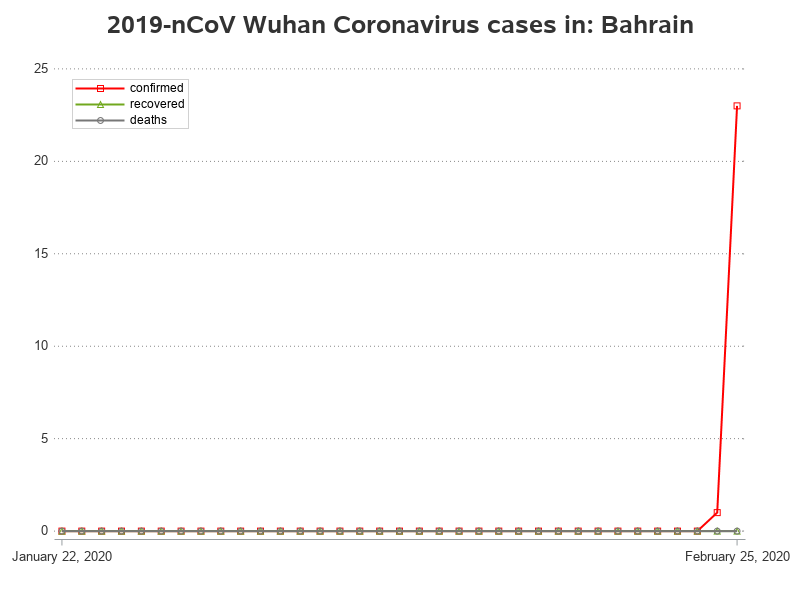 2019-nCoV Wuhan Coronavirus cases in: Bahrain
25
confirmed
recovered
deaths
20
15
10
5
0
January 22, 2020
February 25, 2020